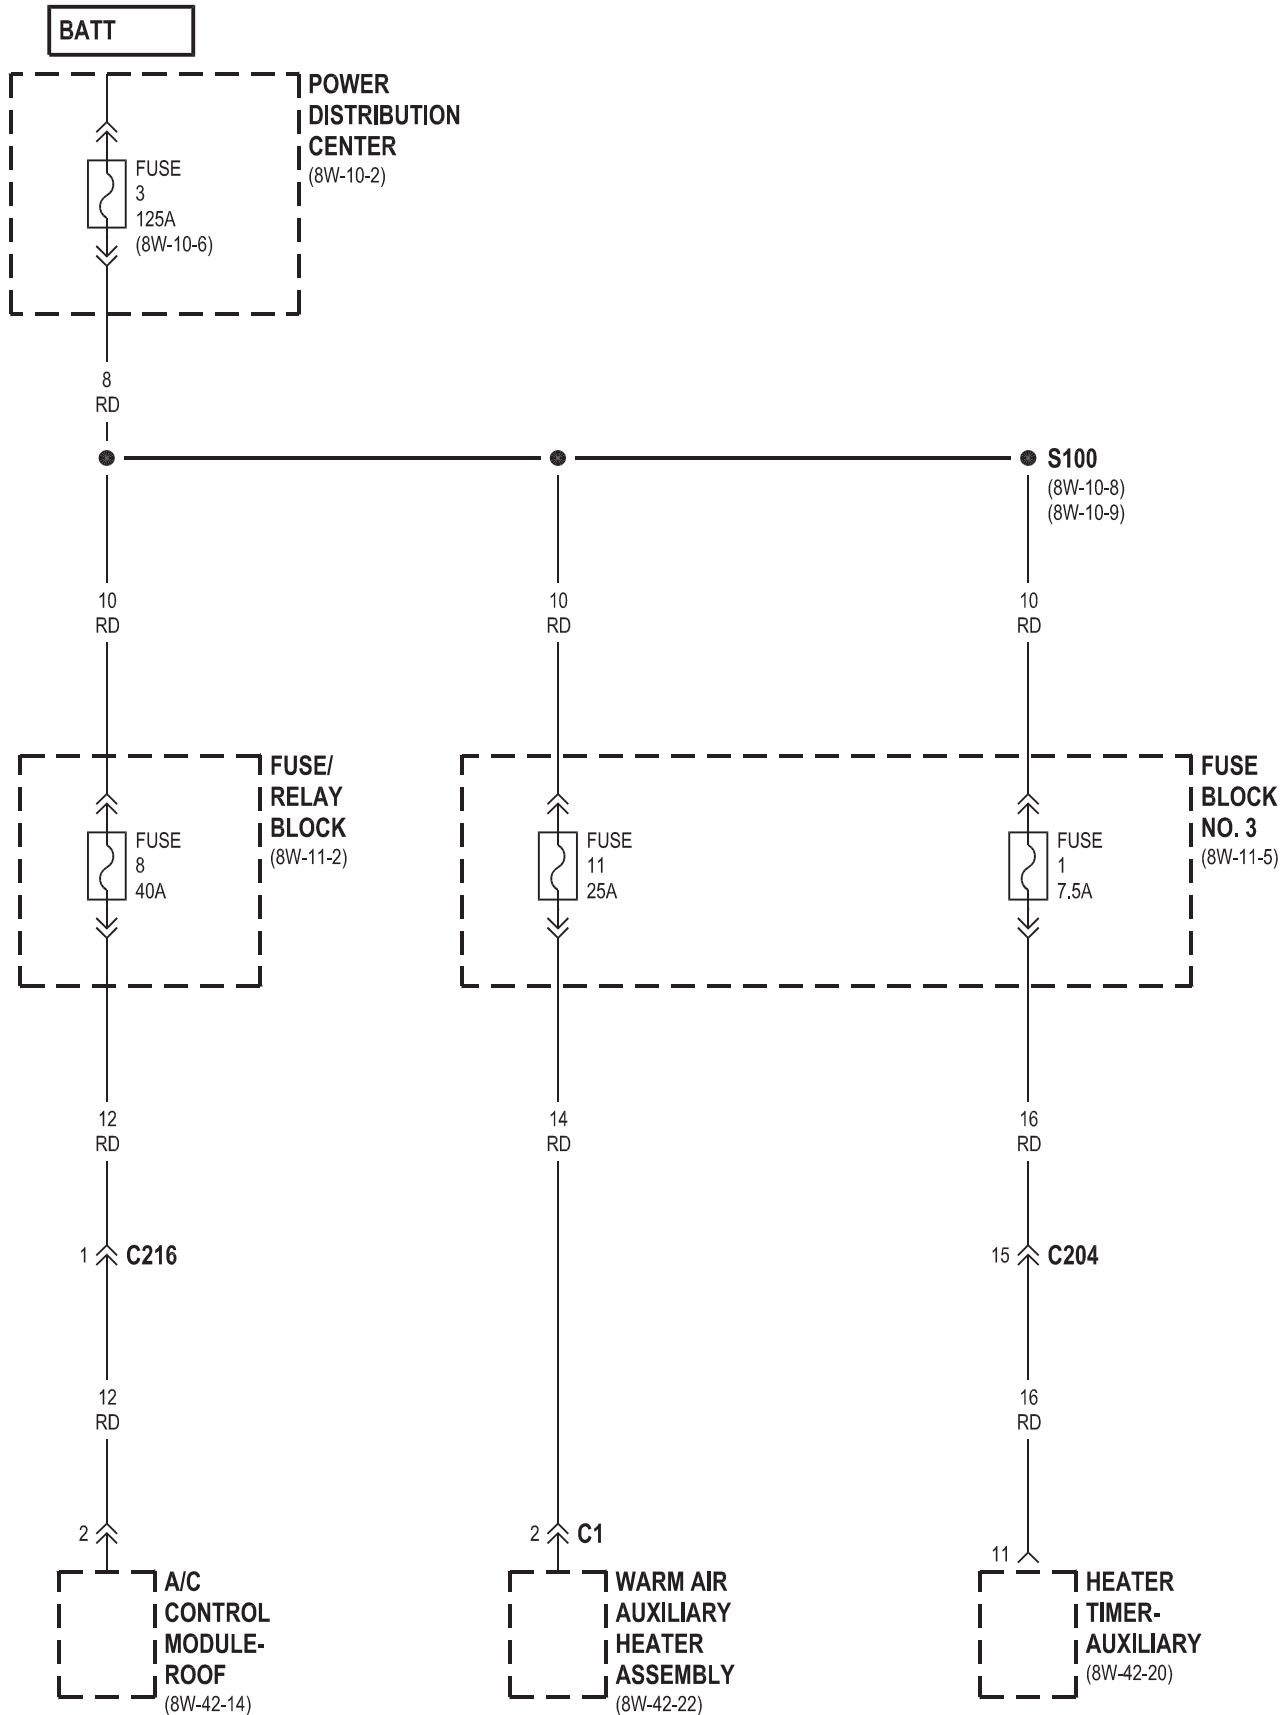 BATT
POWER
DISTRIBUTION
CENTER
(8W-10-2)
FUSE
3
125A
(8W-10-6)
8
RD
S100
(8W-10-8)
(8W-10-9)
10
RD
10
RD
10
RD
FUSE/
RELAY
BLOCK
(8W-11-2)
FUSE
8
40A
FUSE
11
25A
FUSE
1
7.5A
FUSE
BLOCK
NO. 3
(8W-11-5)
12
RD
14
RD
16
RD
1 C216
15 C204
12
RD
16
RD
2
2 C1
11
A/C
CONTROL
MODULE-
ROOF
(8W-42-14)
WARM AIR
AUXILIARY
HEATER
ASSEMBLY
(8W-42-22)
HEATER
TIMER-
AUXILIARY
(8W-42-20)